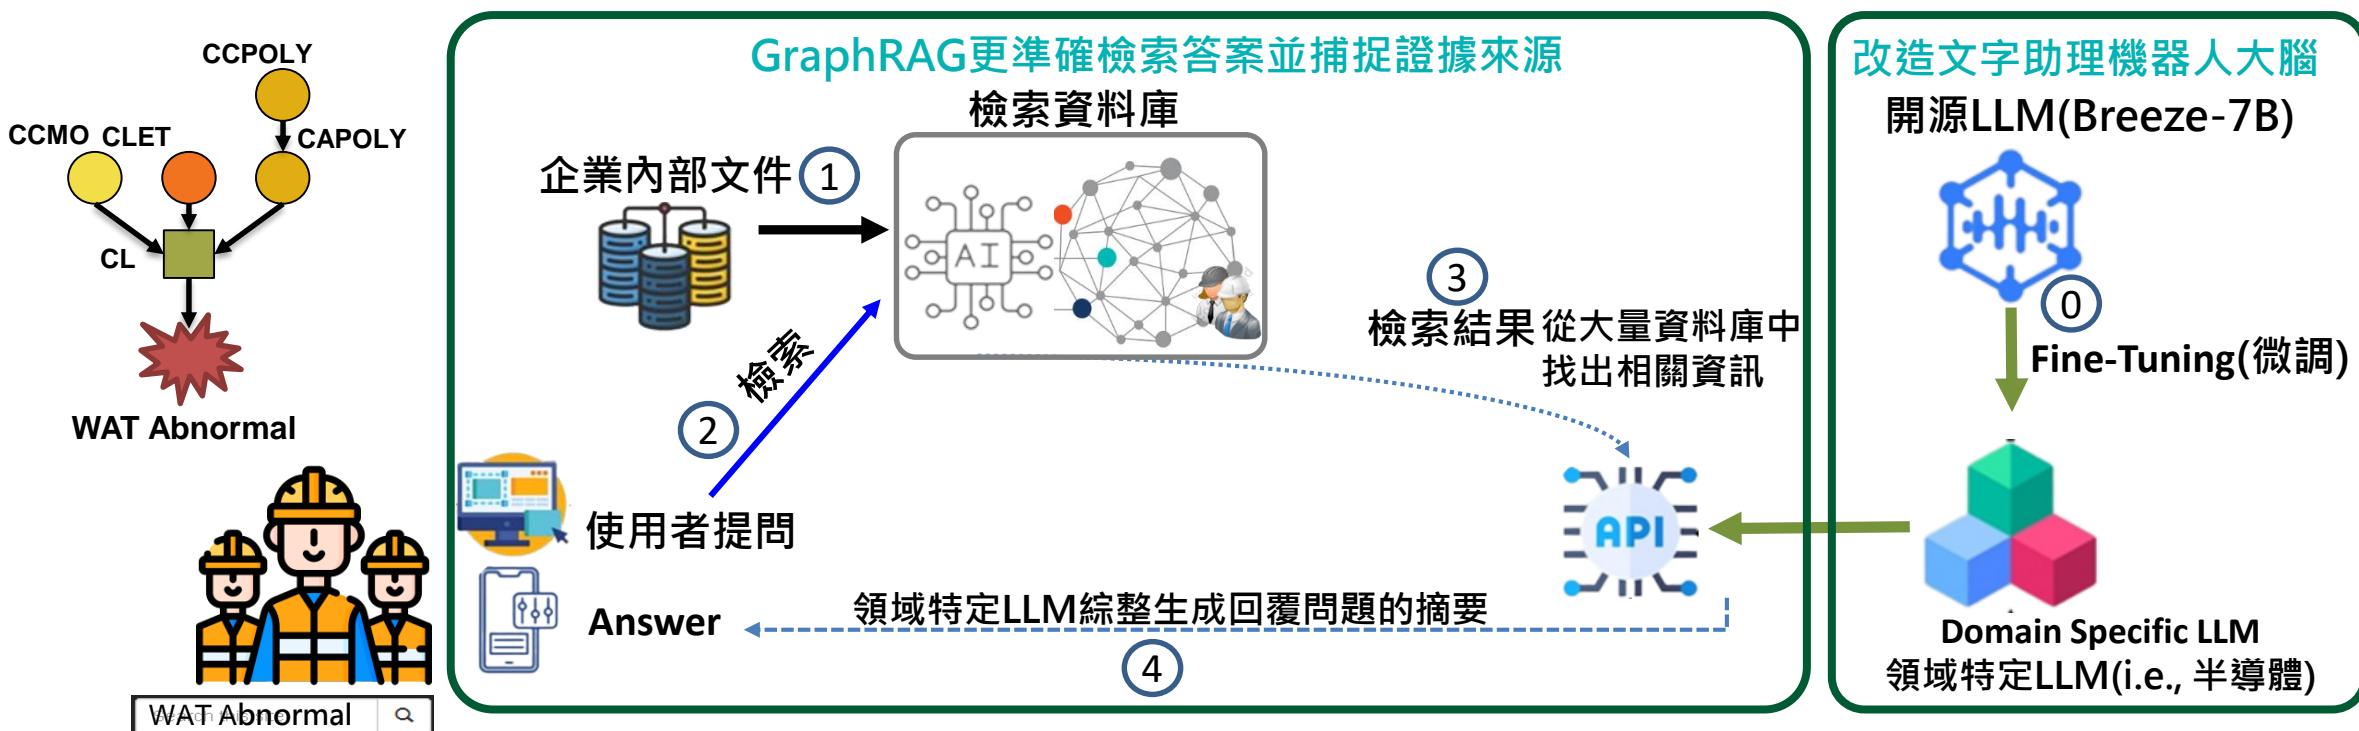 CCPOLY
CCMO CLET
CAPOLY
CL
WAT Abnormal
WAT Abnormal
GraphRAG更準確檢索答案並捕捉證據來源
檢索資料庫
企業內部文件 1
AI
2 檢索
3
檢索結果 從大量資料庫中
找出相關資訊
使用者提問
API
Answer
領域特定LLM綜整生成回覆問題的摘要
4
改造文字助理機器人大腦
開源LLM(Breeze-7B)
0
Fine-Tuning(微調)
Domain Specific LLM
領域特定LLM(i.e., 半導體)